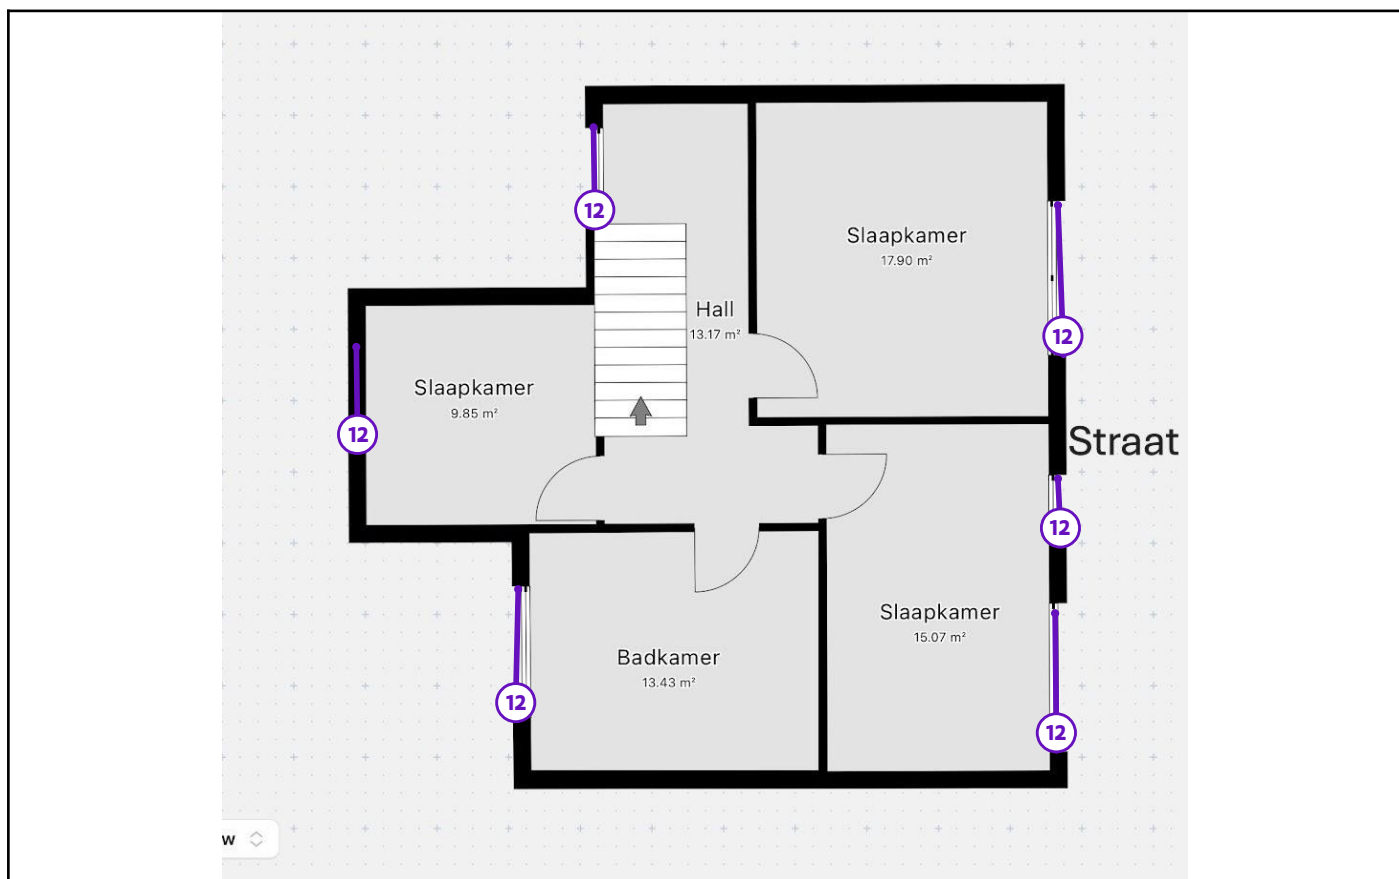 12
Slaapkamer
17.90 m²
Hall
13.17 m²
12
Slaapkamer
9.85 m²
12
Straat
12
Slaapkamer
15.07 m²
Badkamer
13.43 m²
12
12
w